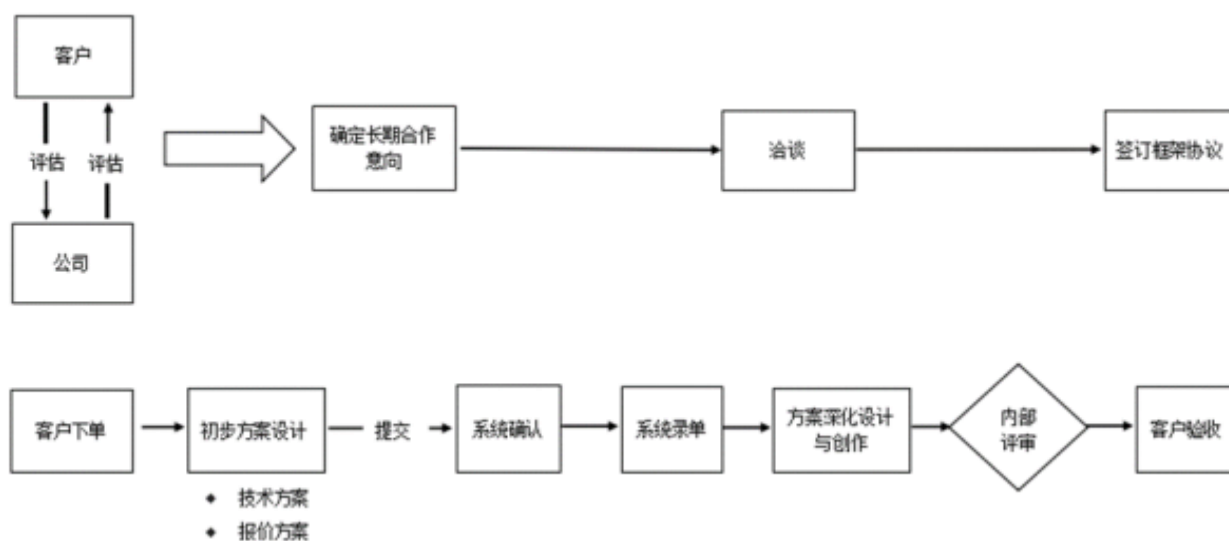 客户
评估 评估
公司
确定长期合作
意向
洽谈
签订框架协议
客户下单
初步方案设计
提交
系统确认
系统录单
方案深化设计
与创作
内部
评审
客户验收
◆ 技术方案
◆ 报价方案